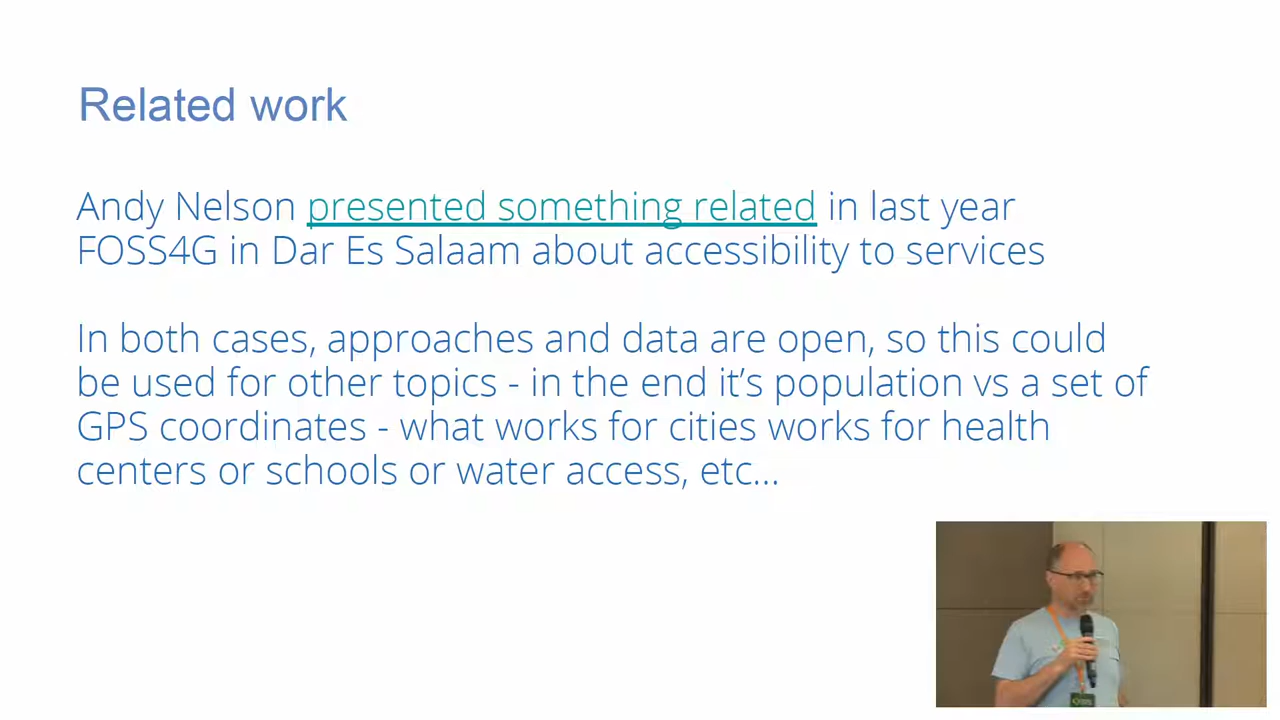 Related work
Andy Nelson presented something related in last year
FOSS4G in Dar Es Salaam about accessibility to services
In both cases, approaches and data are open, so this could
be used for other topics - in the end it's population vs a set of
GPS coordinates - what works for cities works for health
centers or schools or water access, etc...